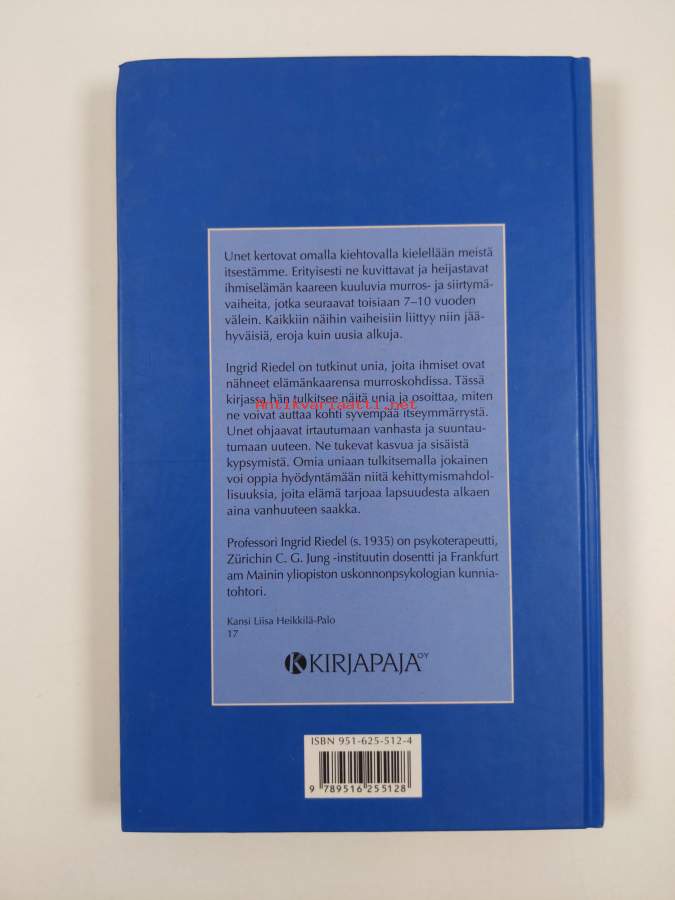 Unet kertovat omalla kiehtovalla kielellään meistä
itsestämme. Erityisesti ne kuvittavat ja heijastavat
ihmiselämän kaareen kuuluvia murros- ja siirtymä-
vaiheita, jotka seuraavat toisiaan 7–10 vuoden
välein. Kaikkiin näihin vaiheisiin liittyy niin jää-
hyväisiä, eroja kuin uusia alkuja.
Ingrid Riedel on tutkinut unia, joita ihmiset ovat
nähneet elämänkaarensa murroskohdissa. Tässä
kirjassa hän tulkitsee näitä unia ja osoittaa, miten
Antikvariaatti.net
ne voivat auttaa kohti syvempää itseymmärrystä.
Unet ohjaavat irtautumaan vanhasta ja suuntau-
tumaan uuteen. Ne tukevat kasvua ja sisäistä
kypsymistä. Omia uniaan tulkitsemalla jokainen
voi oppia hyödyntämään niitä kehittymismahdol-
lisuuksia, joita elämä tarjoaa lapsuudesta alkaen
aina vanhuuteen saakka.
Professori Ingrid Riedel (s. 1935) on psykoterapeutti,
Zürichin C. G. Jung -instituutin dosentti ja Frankfurt
am Mainin yliopiston uskonnonpsykologian kunnia-
tohtori.
Kansi Liisa Heikkilä-Palo
17
KIRJAPAJA OY
ISBN 951-625-512-4
9 789516 255128